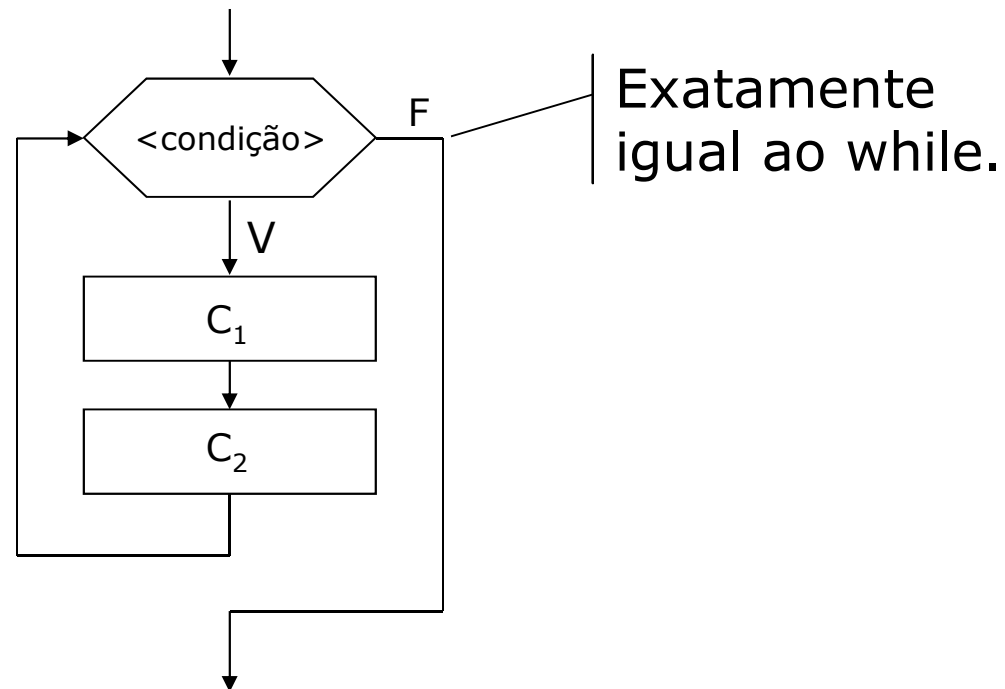 <condição>
F
Exatamente
igual ao while.
V
C₁
C₂